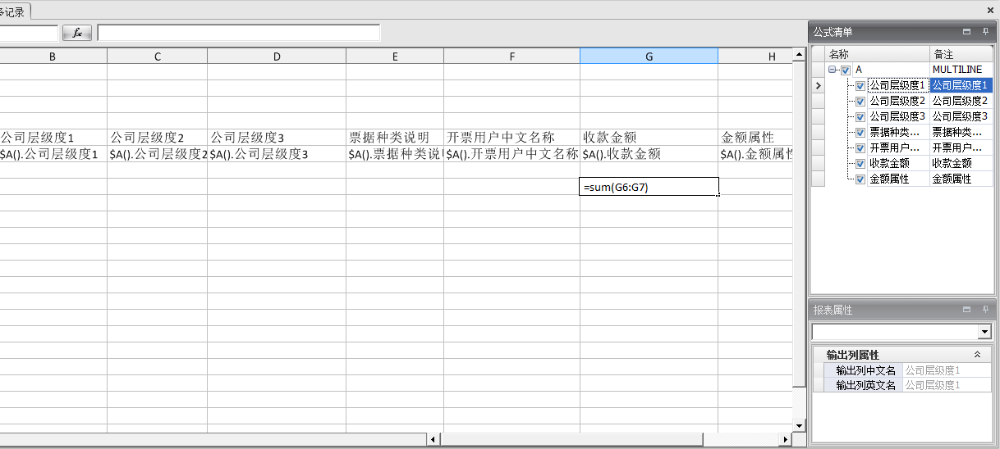 多记录
fx
公式清单
B C D E F G H
名称 备注
A MULTILINE
公司层级度1 公司层级度1
公司层级度2 公司层级度2
公司层级度3 公司层级度3
票据种类... 票据种类...
开票用户... 开票用户...
收款金额 收款金额
金额属性 金额属性
公司层级度1 公司层级度2 公司层级度3 票据种类说明 开票用户中文名称 收款金额 金额属性
$A().公司层级度1 $A().公司层级度2 $A().公司层级度3 $A().票据种类说 $A().开票用户中文名称 $A().收款金额 $A().金额属性
=sum(G6:G7)
报表属性
输出列属性
输出列中文名 公司层级度1
输出列英文名 公司层级度1